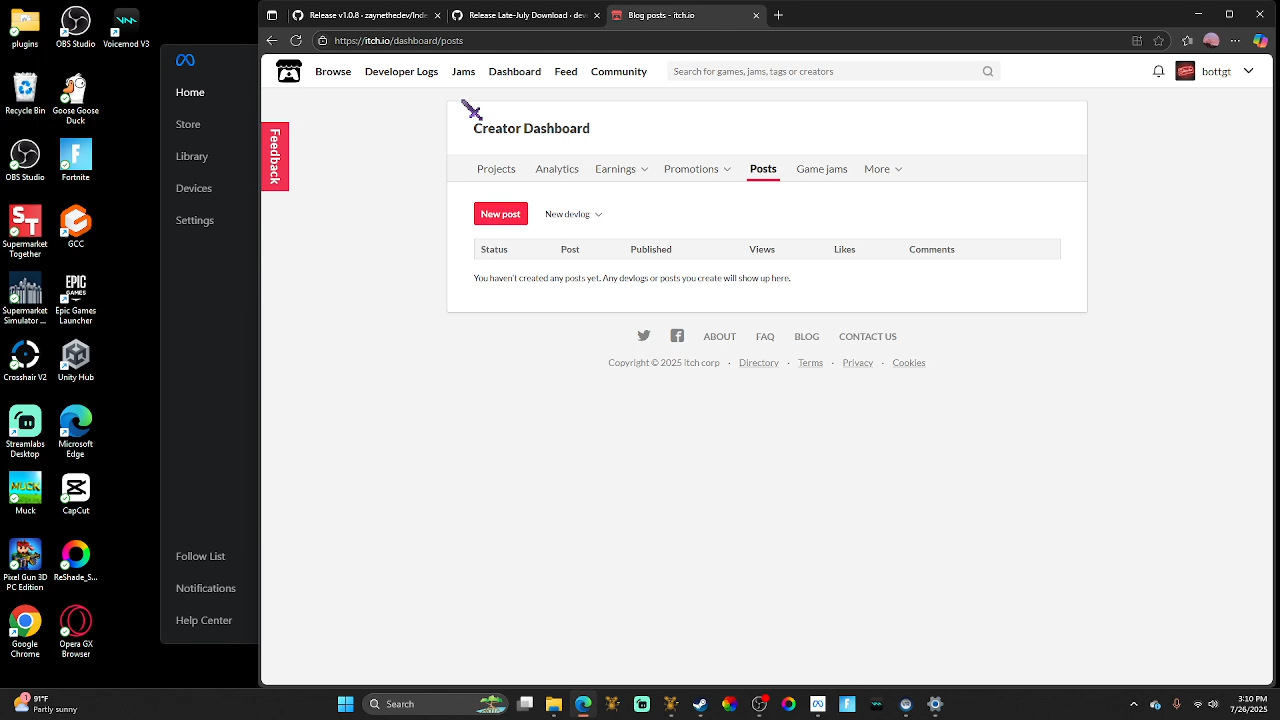 plugins
OBS Studio
Voicemod V3
Recycle Bin
Goose Goose
Duck
OBS Studio
Fortnite
Supermarket
Together
GCC
Supermarket
Simulator ...
EPIC
GAMES
Epic Games
Launcher
Crosshair V2
Unity Hub
Streamlabs
Desktop
Microsoft
Edge
MUCK
Muck
CapCut
Pixel Gun 3D
PC Edition
ReShade_S...
Google
Chrome
Opera GX
Browser
Home
Store
Library
Devices
Settings
Follow List
Notifications
Help Center
Release v1.0.8 - zaynethedev/Inde
Release Late-July Download · dev
Blog posts - itch.io
https://itch.io/dashboard/posts
Browse Developer Logs Jams Dashboard Feed Community
Search for games, jams, tags or creators
bottgt
Feedback
Creator Dashboard
Projects Analytics Earnings Promotions Posts Game jams More
New post New devlog
Status Post Published Views Likes Comments
You haven't created any posts yet. Any devlogs or posts you create will show up here.
ABOUT FAQ BLOG CONTACT US
Copyright © 2025 itch corp · Directory · Terms · Privacy · Cookies
1
91°F
Partly sunny
Search
3:10 PM
7/26/2025